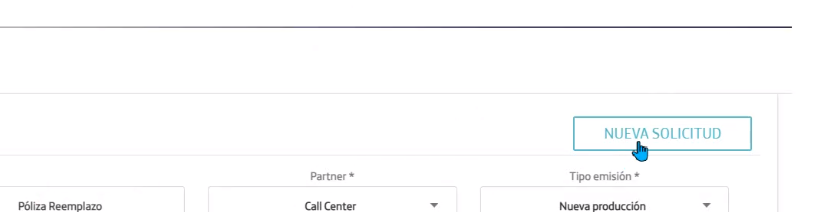 NUEVA SOLICITUD
Partner *
Tipo emisión *
Póliza Reemplazo
Call Center
Nueva producción